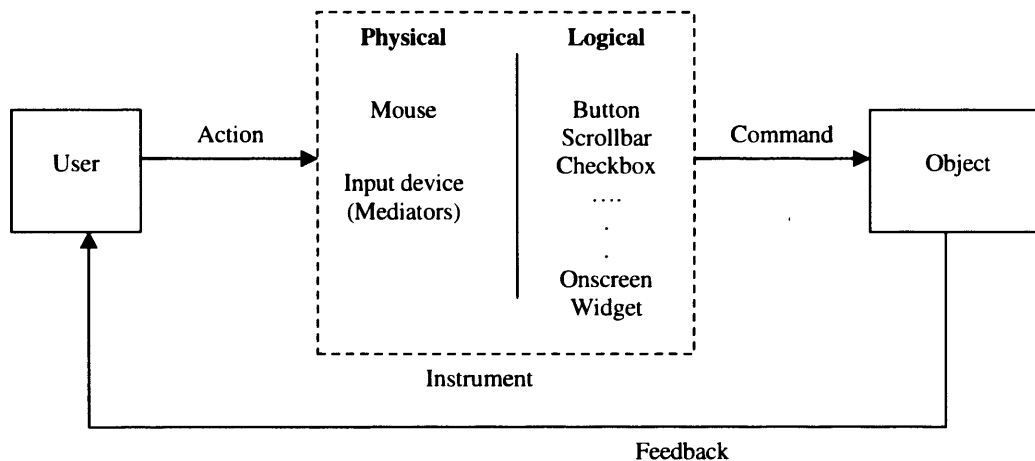 Physical
Logical
Mouse
Button
Scrollbar
Checkbox
....
.
.
Onscreen
Widget
Input device
(Mediators)
User
Action
Command
Object
Instrument
Feedback